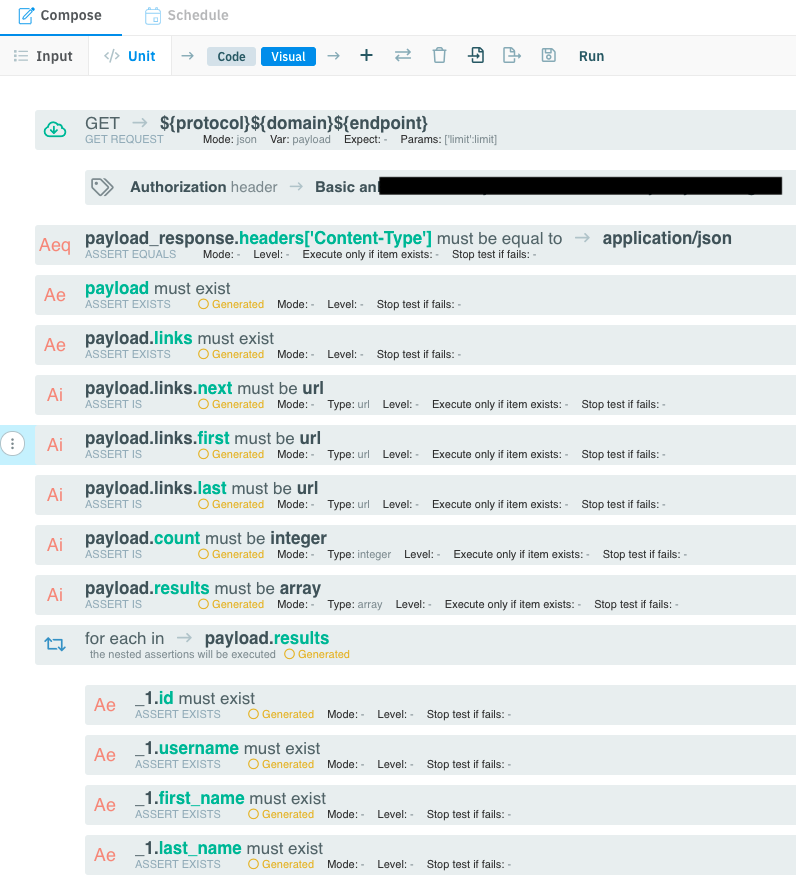 Compose Schedule
Input Unit Code Visual Run
GET → ${protocol}${domain}${endpoint}
GET REQUEST Mode: json Var: payload Expect: - Params: ['limit':limit]
Authorization header → Basic
Aeq payload_response.headers['Content-Type'] must be equal to → application/json
ASSERT EQUALS Mode: - Level: - Execute only if item exists: - Stop test if fails: -
Ae payload must exist
ASSERT EXISTS Generated Mode: - Level: - Stop test if fails: -
Ae payload.links must exist
ASSERT EXISTS Generated Mode: - Level: - Stop test if fails: -
Ai payload.links.next must be url
ASSERT IS Generated Mode: - Type: url Level: - Execute only if item exists: - Stop test if fails: -
Ai payload.links.first must be url
ASSERT IS Generated Mode: - Type: url Level: - Execute only if item exists: - Stop test if fails: -
Ai payload.links.last must be url
ASSERT IS Generated Mode: - Type: url Level: - Execute only if item exists: - Stop test if fails: -
Ai payload.count must be integer
ASSERT IS Generated Mode: - Type: integer Level: - Execute only if item exists: - Stop test if fails: -
Ai payload.results must be array
ASSERT IS Generated Mode: - Type: array Level: - Execute only if item exists: - Stop test if fails: -
for each in → payload.results
the nested assertions will be executed Generated
Ae _1.id must exist
ASSERT EXISTS Generated Mode: - Level: - Stop test if fails: -
Ae _1.username must exist
ASSERT EXISTS Generated Mode: - Level: - Stop test if fails: -
Ae _1.first_name must exist
ASSERT EXISTS Generated Mode: - Level: - Stop test if fails: -
Ae _1.last_name must exist
ASSERT EXISTS Generated Mode: - Level: - Stop test if fails: -